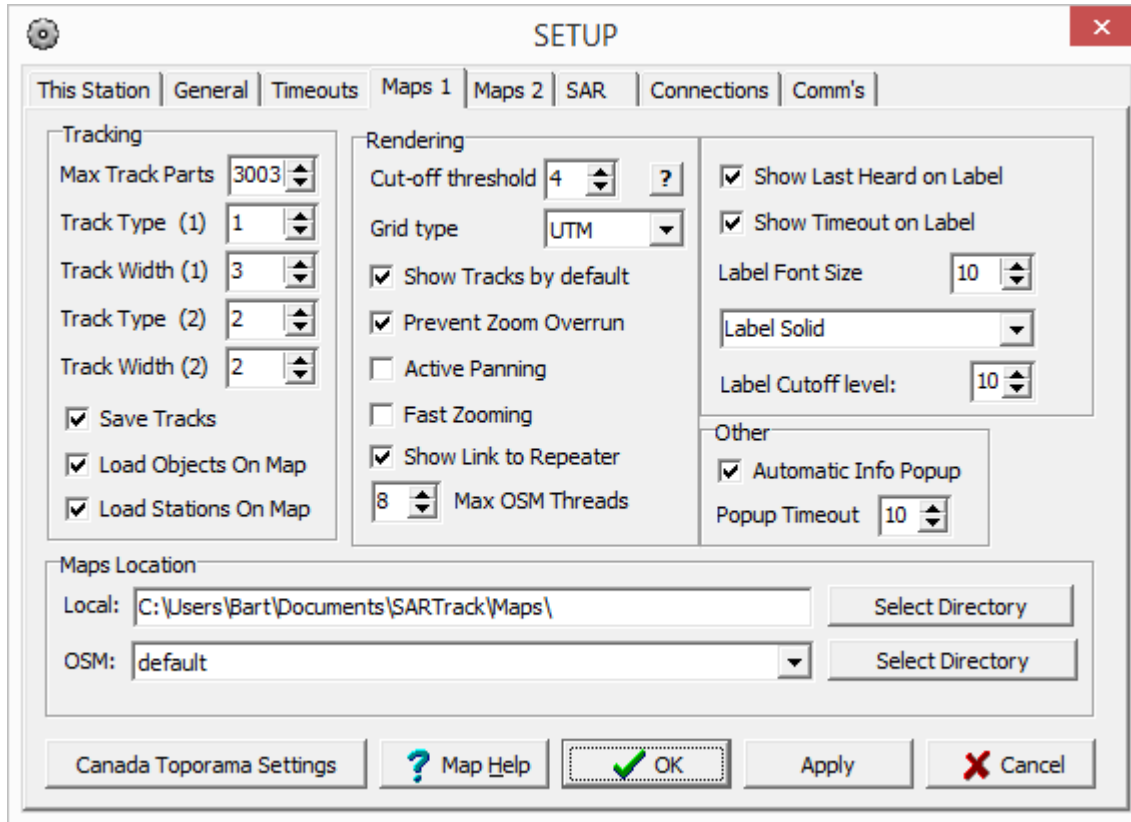 SETUP
This Station General Timeouts Maps 1 Maps 2 SAR Connections Comm's
Tracking
Max Track Parts 3003
Track Type (1) 1
Track Width (1) 3
Track Type (2) 2
Track Width (2) 2
Save Tracks
Load Objects On Map
Load Stations On Map
Rendering
Cut-off threshold 4 ?
Grid type UTM
Show Tracks by default
Prevent Zoom Overrun
Active Panning
Fast Zooming
Show Link to Repeater
8 Max OSM Threads
Show Last Heard on Label
Show Timeout on Label
Label Font Size 10
Label Solid
Label Cutoff level: 10
Other
Automatic Info Popup
Popup Timeout 10
Maps Location
Local: C:\Users\Bart\Documents\SARTrack\Maps\ Select Directory
OSM: default Select Directory
Canada Toporama Settings ? Map Help OK Apply Cancel